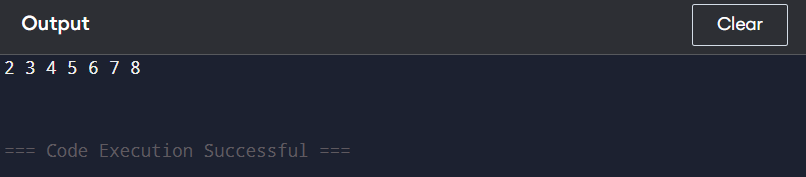 Output
Clear
2 3 4 5 6 7 8
=== Code Execution Successful ===